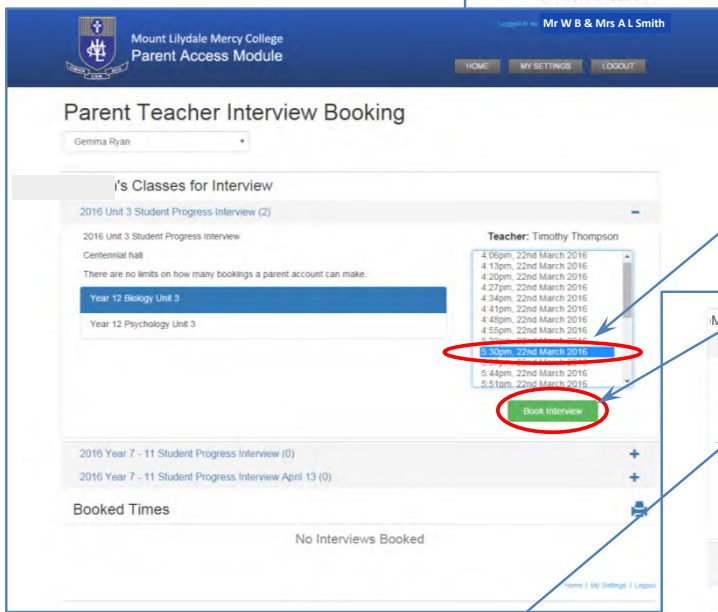 Logged in as Mr W B & Mrs A L Smith
Mount Lilydale Mercy College
Parent Access Module
HOME MY SETTINGS LOGOUT
Parent Teacher Interview Booking
Gemma Ryan
's Classes for Interview
2016 Unit 3 Student Progress Interview (2)
2016 Unit 3 Student Progress Interview
Centennial hall
There are no limits on how many bookings a parent account can make.
Year 12 Biology Unit 3
Year 12 Psychology Unit 3
Teacher: Timothy Thompson
4:06pm, 22nd March 2016
4:13pm, 22nd March 2016
4:20pm, 22nd March 2016
4:27pm, 22nd March 2016
4:34pm, 22nd March 2016
4:41pm, 22nd March 2016
4:48pm, 22nd March 2016
4:55pm, 22nd March 2016
22nd March 2016
5:30pm, 22nd March 2016
22nd March 2016
5:44pm, 22nd March 2016
5:51pm, 22nd March 2016
Book Interview
2016 Year 7 - 11 Student Progress Interview (0)
2016 Year 7 - 11 Student Progress Interview April 13 (0)
Booked Times
No Interviews Booked
Home | My Settings | Logout